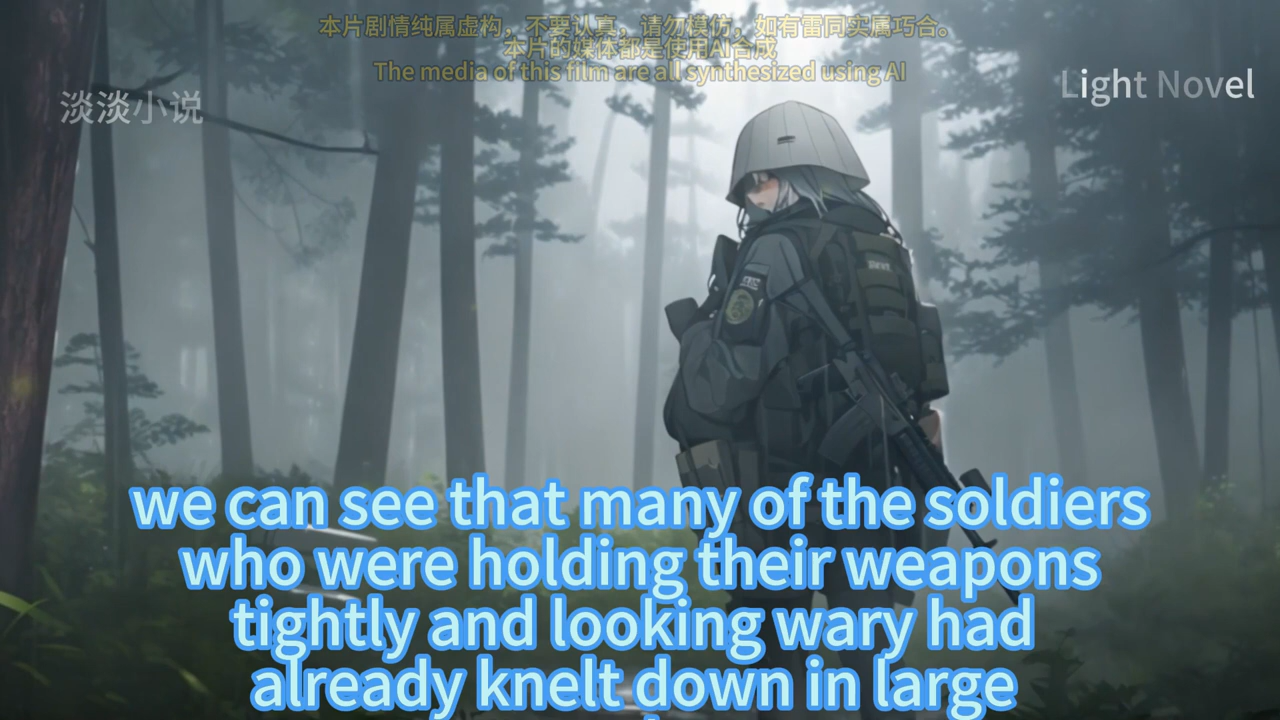 本片剧情纯属虚构，不要认真，请勿模仿，如有雷同实属巧合。
本片的媒体都是使用AI合成
The media of this film are all synthesized using AI
淡淡小说
Light Novel
we can see that many of the soldiers
who were holding their weapons
tightly and looking wary had
already knelt down in large